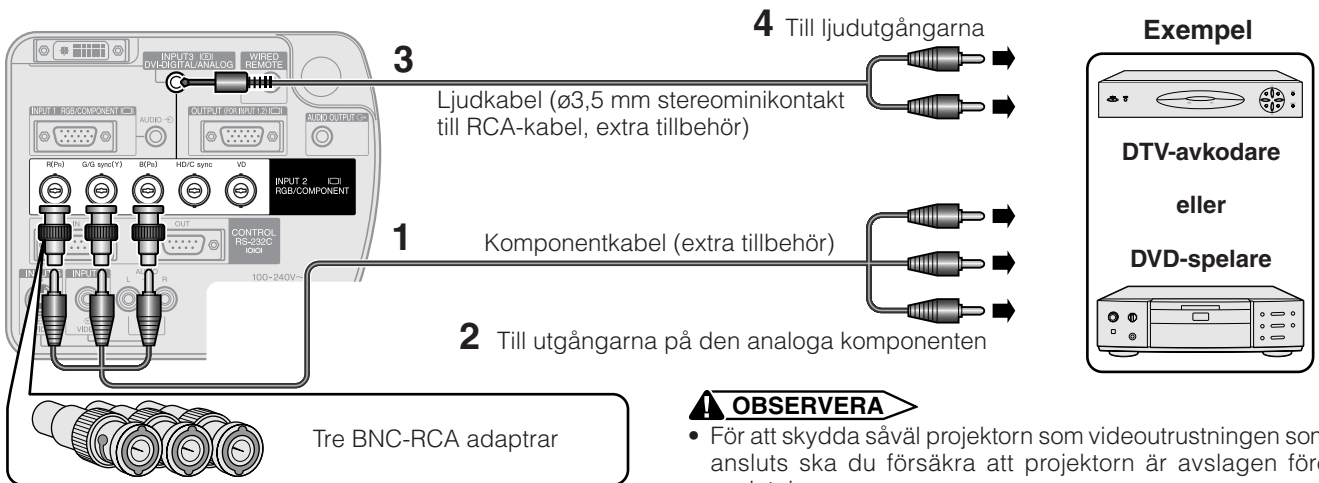 4 Till ljudutgångarna
Exempel
INPUT3
DVI-DIGITAL/ANALOG
WIRED
REMOTE
3
Ljudkabel (ø3,5 mm stereominikontakt
till RCA-kabel, extra tillbehör)
INPUT 1 RGB/COMPONENT
AUDIO
OUTPUT (FOR INPUT 1,2)
AUDIO OUTPUT
DTV-avkodare
R(PR) G/G sync(Y) B(PB) HD/C sync VD
INPUT 2
RGB/COMPONENT
eller
IN
OUT
CONTROL
RS-232C
1
Komponentkabel (extra tillbehör)
DVD-spelare
100-240V~
INPUT
INPUT
AUDIO
L R
VIDEO
2 Till utgångarna på den analoga komponenten
Tre BNC-RCA adaptrar
OBSERVERA
• För att skydda såväl projektorn som videoutrustningen som
ansluts ska du försäkra att projektorn är avslagen före